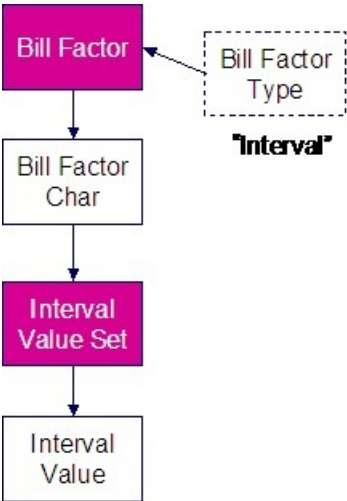 Bill Factor
Bill Factor
Type
"Interval"
Bill Factor
Char
Interval
Value Set
Interval
Value